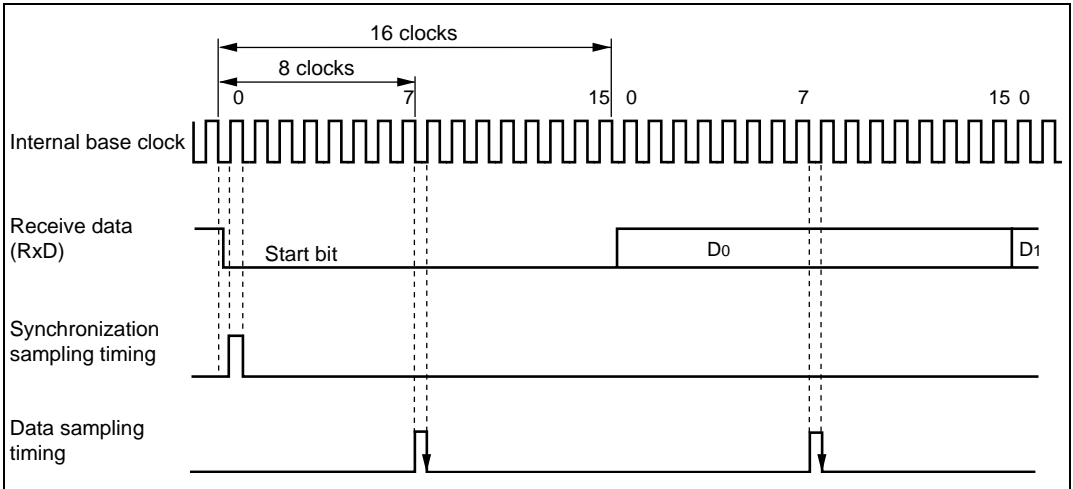 16 clocks
8 clocks
0 7 15 0 7 15 0
Internal base clock
Receive data
(RxD)
Start bit D0 D1
Synchronization
sampling timing
Data sampling
timing